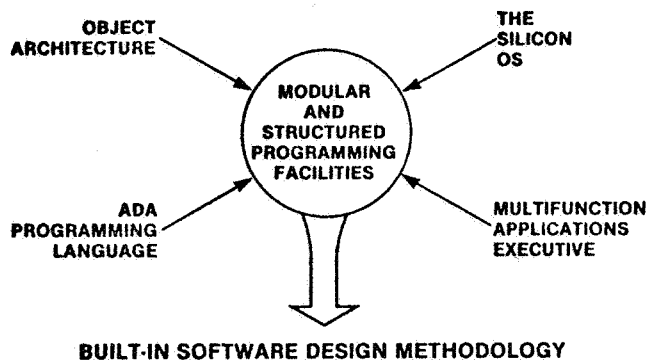 OBJECT
ARCHITECTURE
THE
SILICON
OS
MODULAR
AND
STRUCTURED
PROGRAMMING
FACILITIES
ADA
PROGRAMMING
LANGUAGE
MULTIFUNCTION
APPLICATIONS
EXECUTIVE
BUILT-IN SOFTWARE DESIGN METHODOLOGY